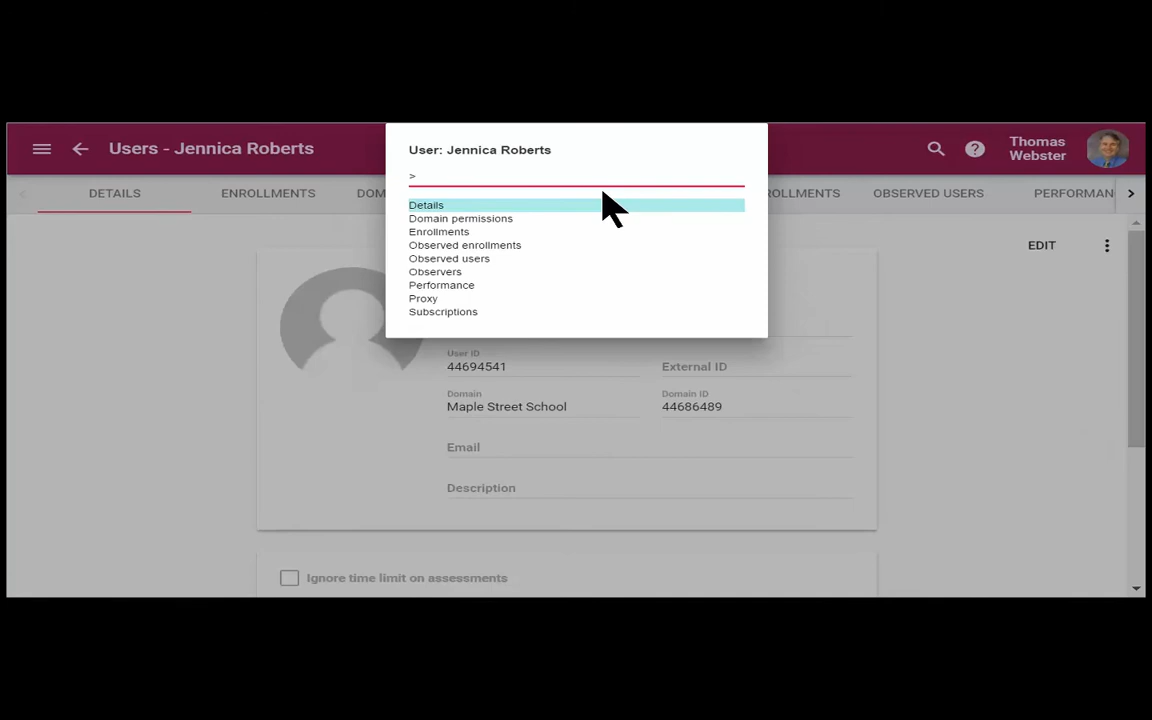 Users - Jennica Roberts
Thomas
Webster
DETAILS
ENROLLMENTS
DOM
OLLMENTS
OBSERVED USERS
PERFORMAN
User: Jennica Roberts
>
Details
Domain permissions
Enrollments
Observed enrollments
Observed users
Observers
Performance
Proxy
Subscriptions
EDIT
User ID
44694541
External ID
Domain
Maple Street School
Domain ID
44686489
Email
Description
Ignore time limit on assessments